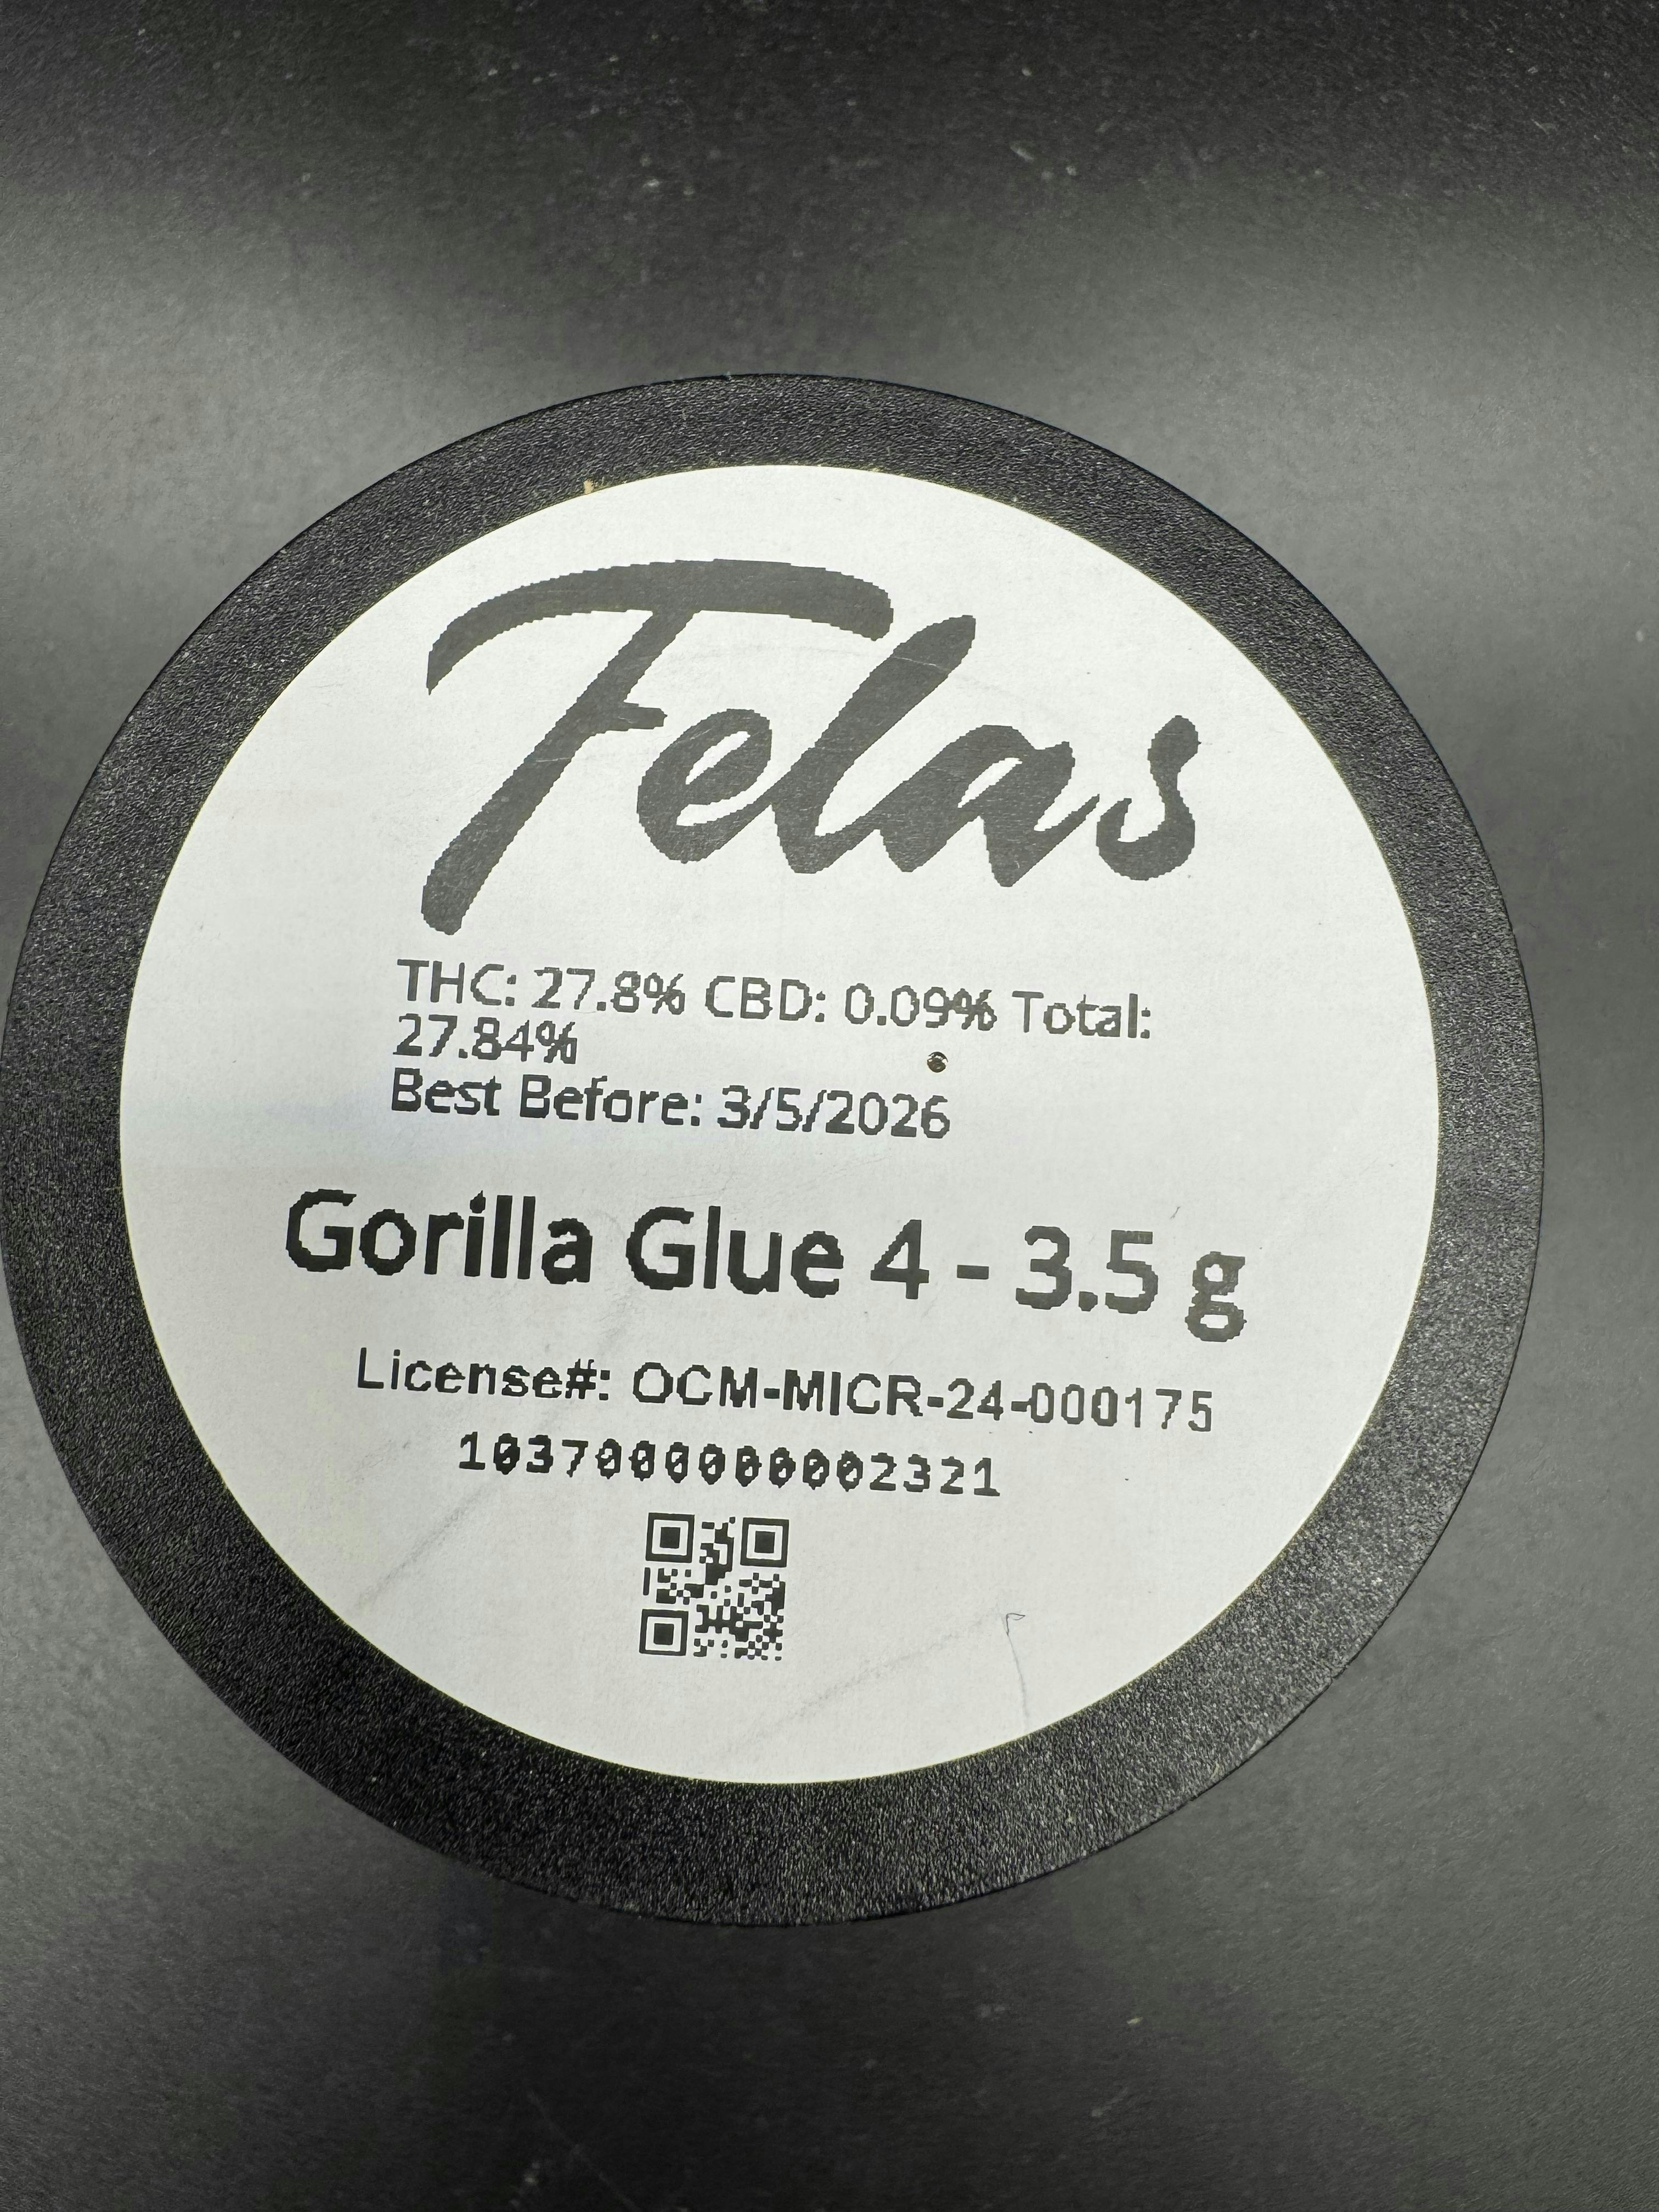 Felas
THC: 27.8% CBD: 0.09% Total:
27.84%
Best Before: 3/5/2026
Gorilla Glue 4 - 3.5 g
License#: OCM-MICR-24-000175
1037000000002321